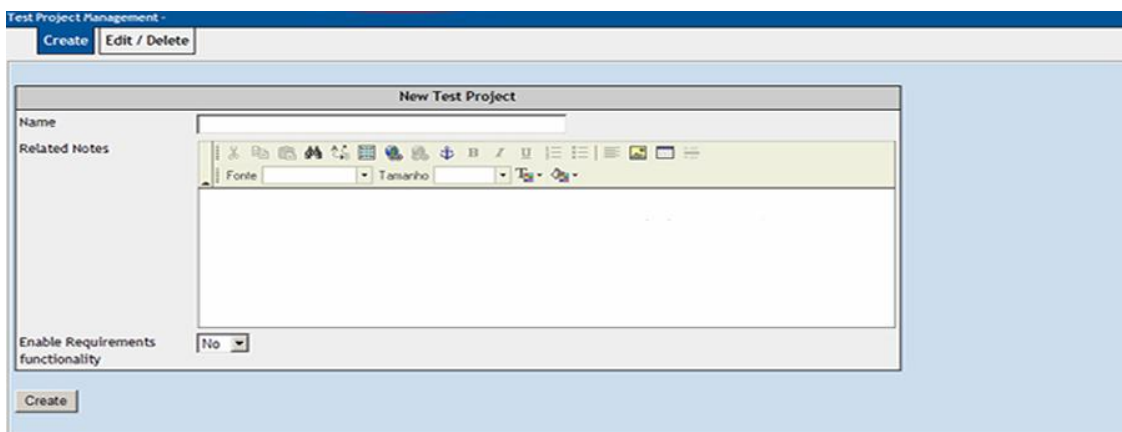 Test Project Management -
Create Edit / Delete
New Test Project
Name
Related Notes
B I U
Fonte Tamanho
Enable Requirements No
functionality
Create